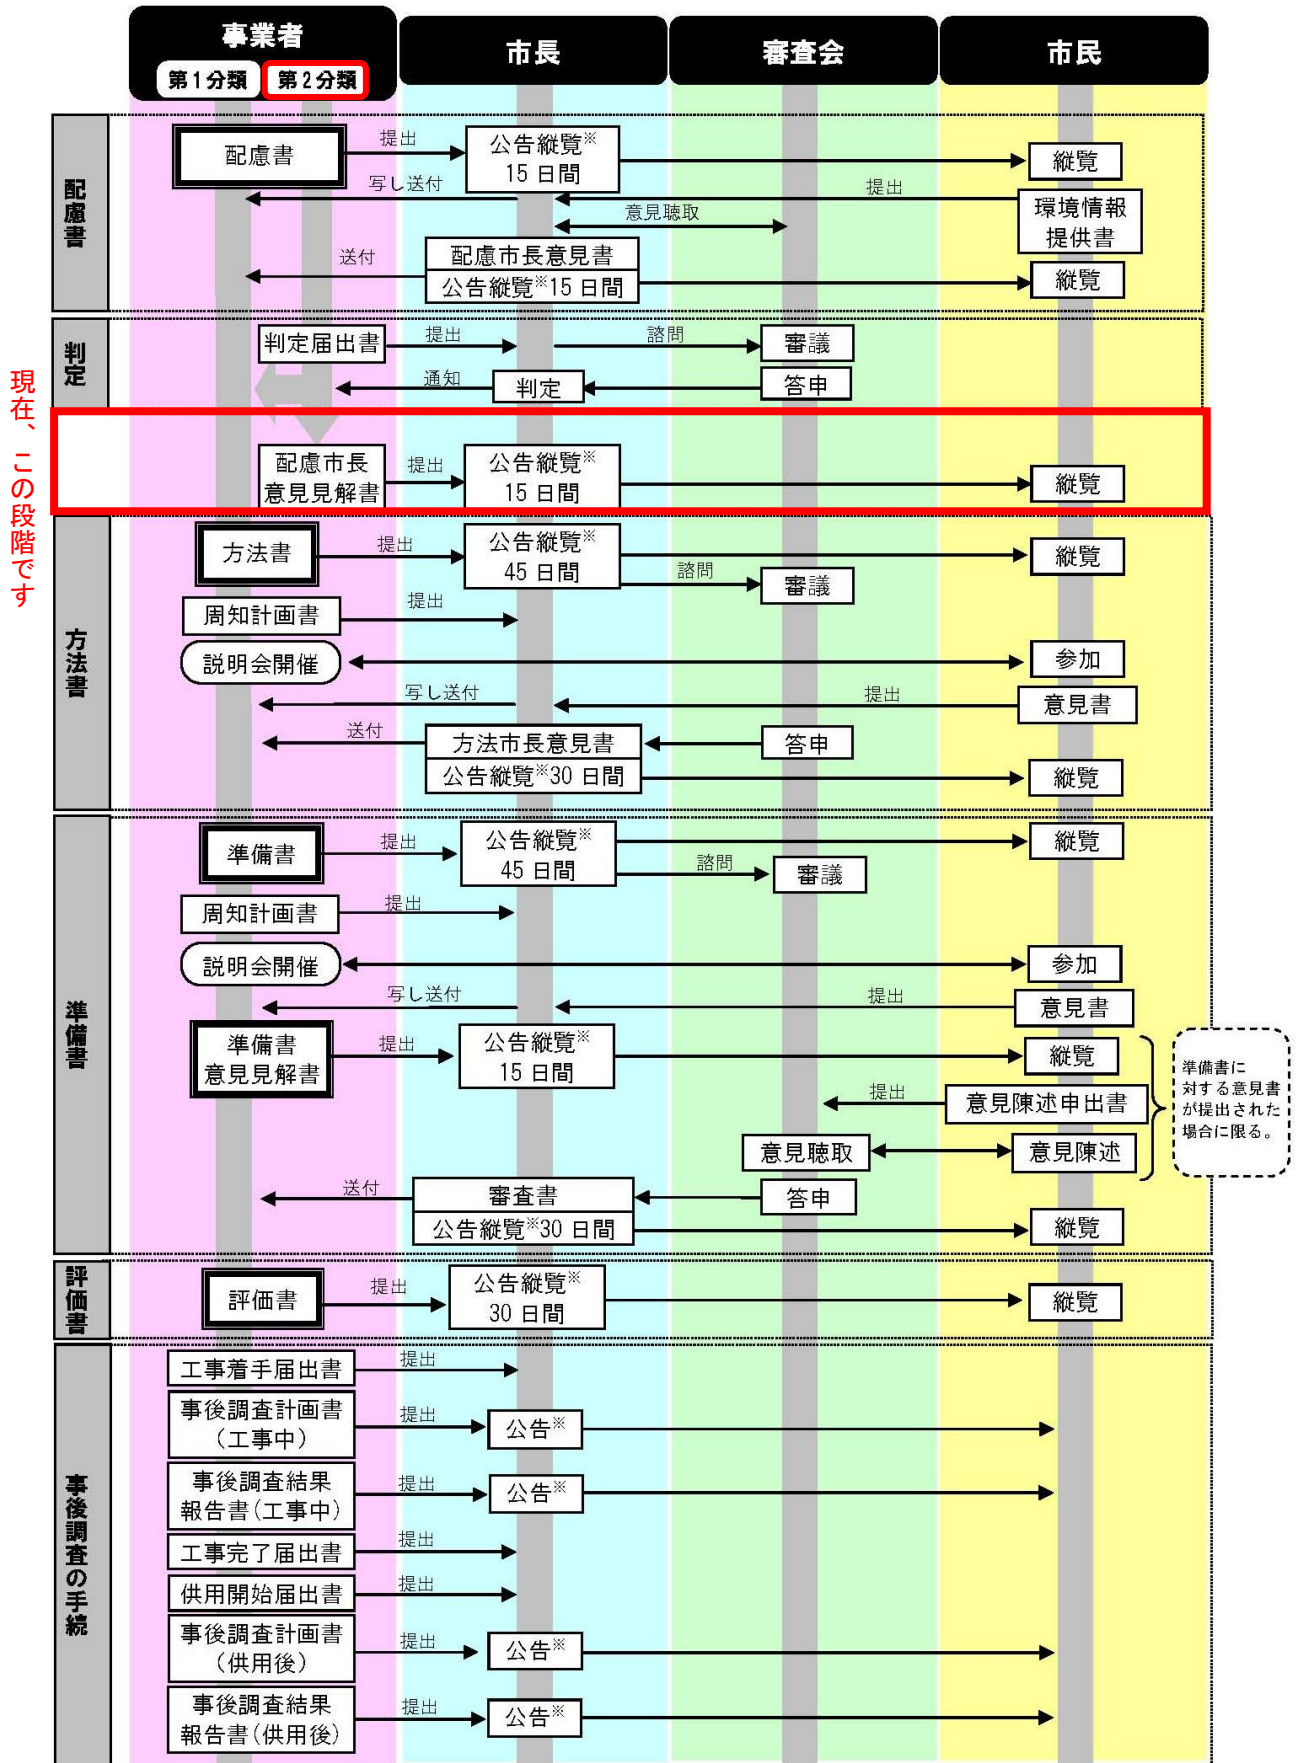 事業者
第1分類
第2分類
市長
審査会
市民
配慮書
配慮書
提出
公告縦覧※
15 日間
縦覧
写し送付
提出
環境情報
提供書
意見聴取
送付
配慮市長意見書
公告縦覧※15 日間
縦覧
判定
判定届出書
提出
諮問
審議
通知
判定
答申
現在、この段階です
配慮市長
意見見解書
提出
公告縦覧※
15 日間
縦覧
方法書
方法書
提出
公告縦覧※
45 日間
縦覧
諮問
審議
周知計画書
提出
説明会開催
参加
写し送付
提出
意見書
送付
方法市長意見書
答申
公告縦覧※30 日間
縦覧
準備書
準備書
提出
公告縦覧※
45 日間
縦覧
諮問
審議
周知計画書
提出
説明会開催
参加
写し送付
提出
意見書
準備書
意見見解書
提出
公告縦覧※
15 日間
縦覧
提出
意見陳述申出書
意見聴取
意見陳述
準備書に
対する意見書
が提出された
場合に限る。
送付
審査書
答申
公告縦覧※30 日間
縦覧
評価書
評価書
提出
公告縦覧※
30 日間
縦覧
事後調査の手続
工事着手届出書
提出
事後調査計画書
(工事中)
提出
公告※
事後調査結果
報告書(工事中)
提出
公告※
工事完了届出書
提出
供用開始届出書
提出
事後調査計画書
(供用後)
提出
公告※
事後調査結果
報告書(供用後)
提出
公告※